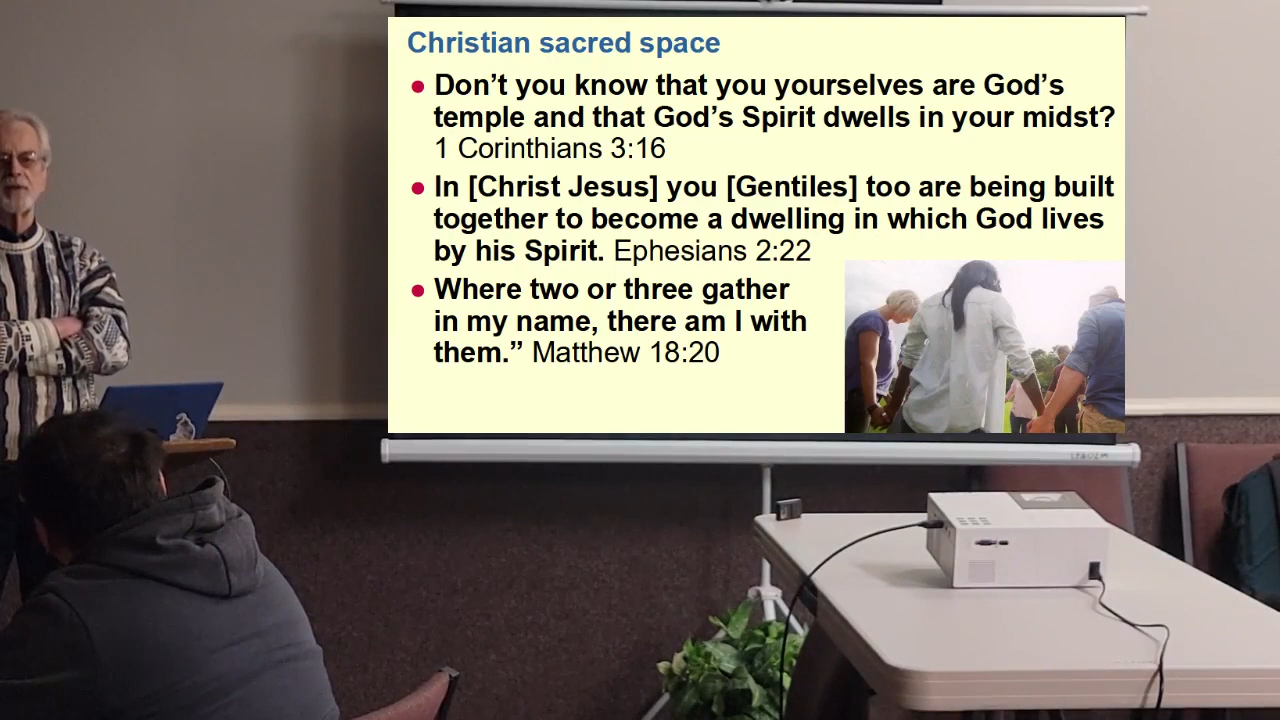 Christian sacred space
● Don’t you know that you yourselves are God’s
temple and that God’s Spirit dwells in your midst?
1 Corinthians 3:16
● In [Christ Jesus] you [Gentiles] too are being built
together to become a dwelling in which God lives
by his Spirit. Ephesians 2:22
● Where two or three gather
in my name, there am I with
them.” Matthew 18:20